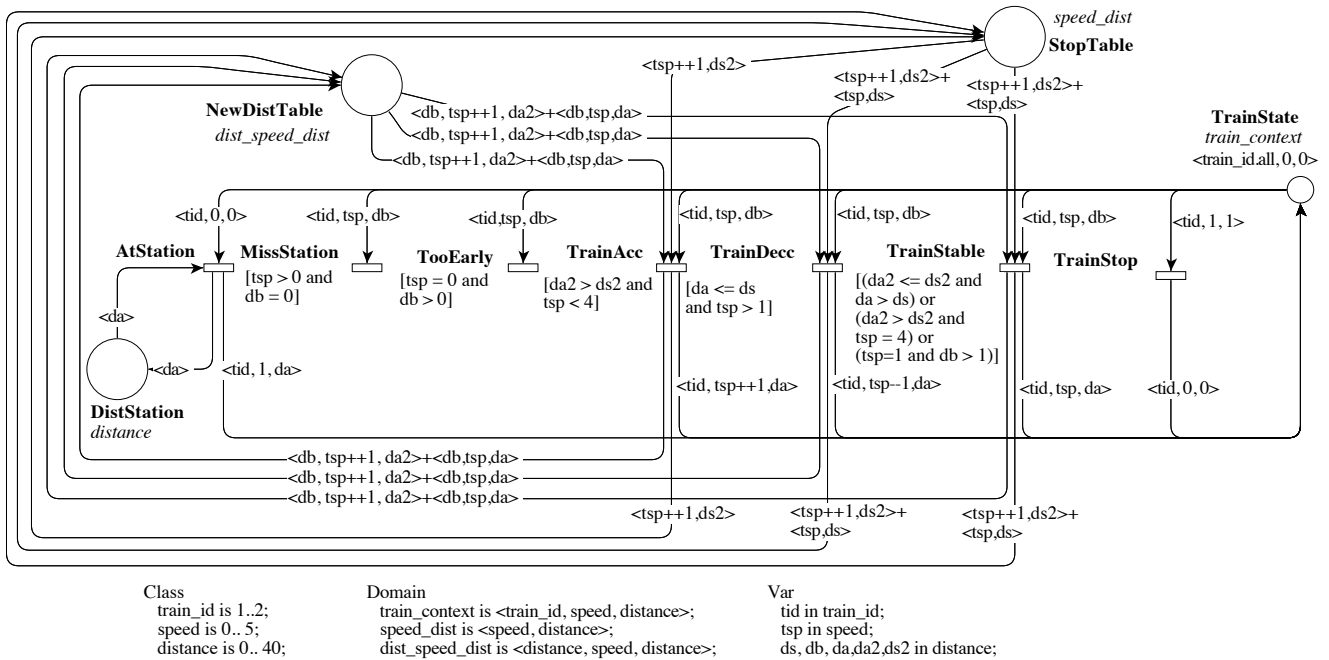 speed_dist
StopTable
<tsp++1,ds2>
<tsp++1,ds2>+
<tsp,ds>
<tsp++1,ds2>+
<tsp,ds>
NewDistTable
dist_speed_dist
<db, tsp++1, da2>+<db,tsp,da>
<db, tsp++1, da2>+<db,tsp,da>
<db, tsp++1, da2>+<db,tsp,da>
TrainState
train_context
<train_id.all, 0, 0>
<tid, 0, 0>
<tid, tsp, db>
<tid,tsp, db>
<tid, tsp, db>
<tid, tsp, db>
<tid, tsp, db>
<tid, 1, 1>
AtStation
MissStation
[tsp > 0 and
db = 0]
TooEarly
[tsp = 0 and
db > 0]
TrainAcc
[da2 > ds2 and
tsp < 4]
TrainDecc
[da <= ds
and tsp > 1]
TrainStable
[(da2 <= ds2 and
da > ds) or
(da2 > ds2 and
tsp = 4) or
(tsp=1 and db > 1)]
TrainStop
<da>
<da>
<tid, 1, da>
<tid, tsp++1,da>
<tid, tsp--1,da>
<tid, tsp, da>
<tid, 0, 0>
DistStation
distance
<db, tsp++1, da2>+<db,tsp,da>
<db, tsp++1, da2>+<db,tsp,da>
<db, tsp++1, da2>+<db,tsp,da>
<tsp++1,ds2>
<tsp++1,ds2>+
<tsp,ds>
<tsp++1,ds2>+
<tsp,ds>
Class
train_id is 1..2;
speed is 0.. 5;
distance is 0.. 40;
Domain
train_context is <train_id, speed, distance>;
speed_dist is <speed, distance>;
dist_speed_dist is <distance, speed, distance>;
Var
tid in train_id;
tsp in speed;
ds, db, da,da2,ds2 in distance;